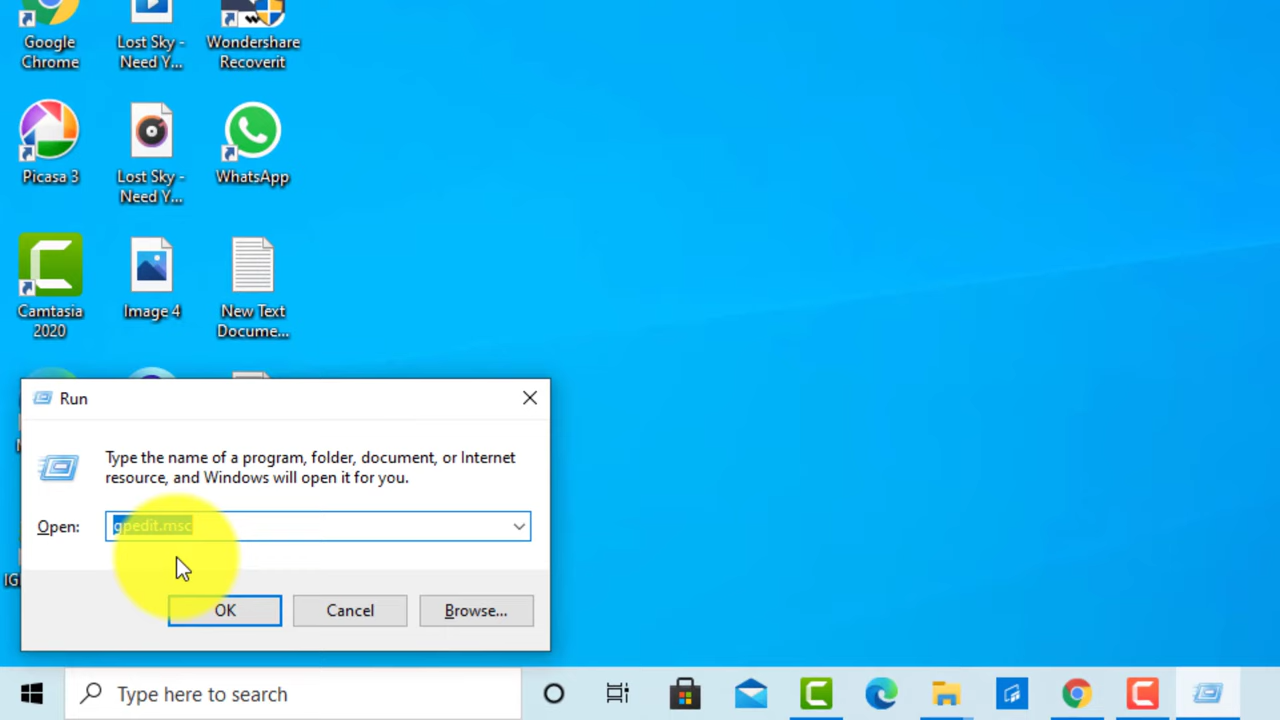 Google
Chrome
Lost Sky -
Need Y...
Wondershare
Recoverit
Picasa 3
Lost Sky -
Need Y...
WhatsApp
Camtasia
2020
Image 4
New Text
Docume...
Run
Type the name of a program, folder, document, or Internet
resource, and Windows will open it for you.
Open:
gpedit.msc
OK
Cancel
Browse...
Type here to search